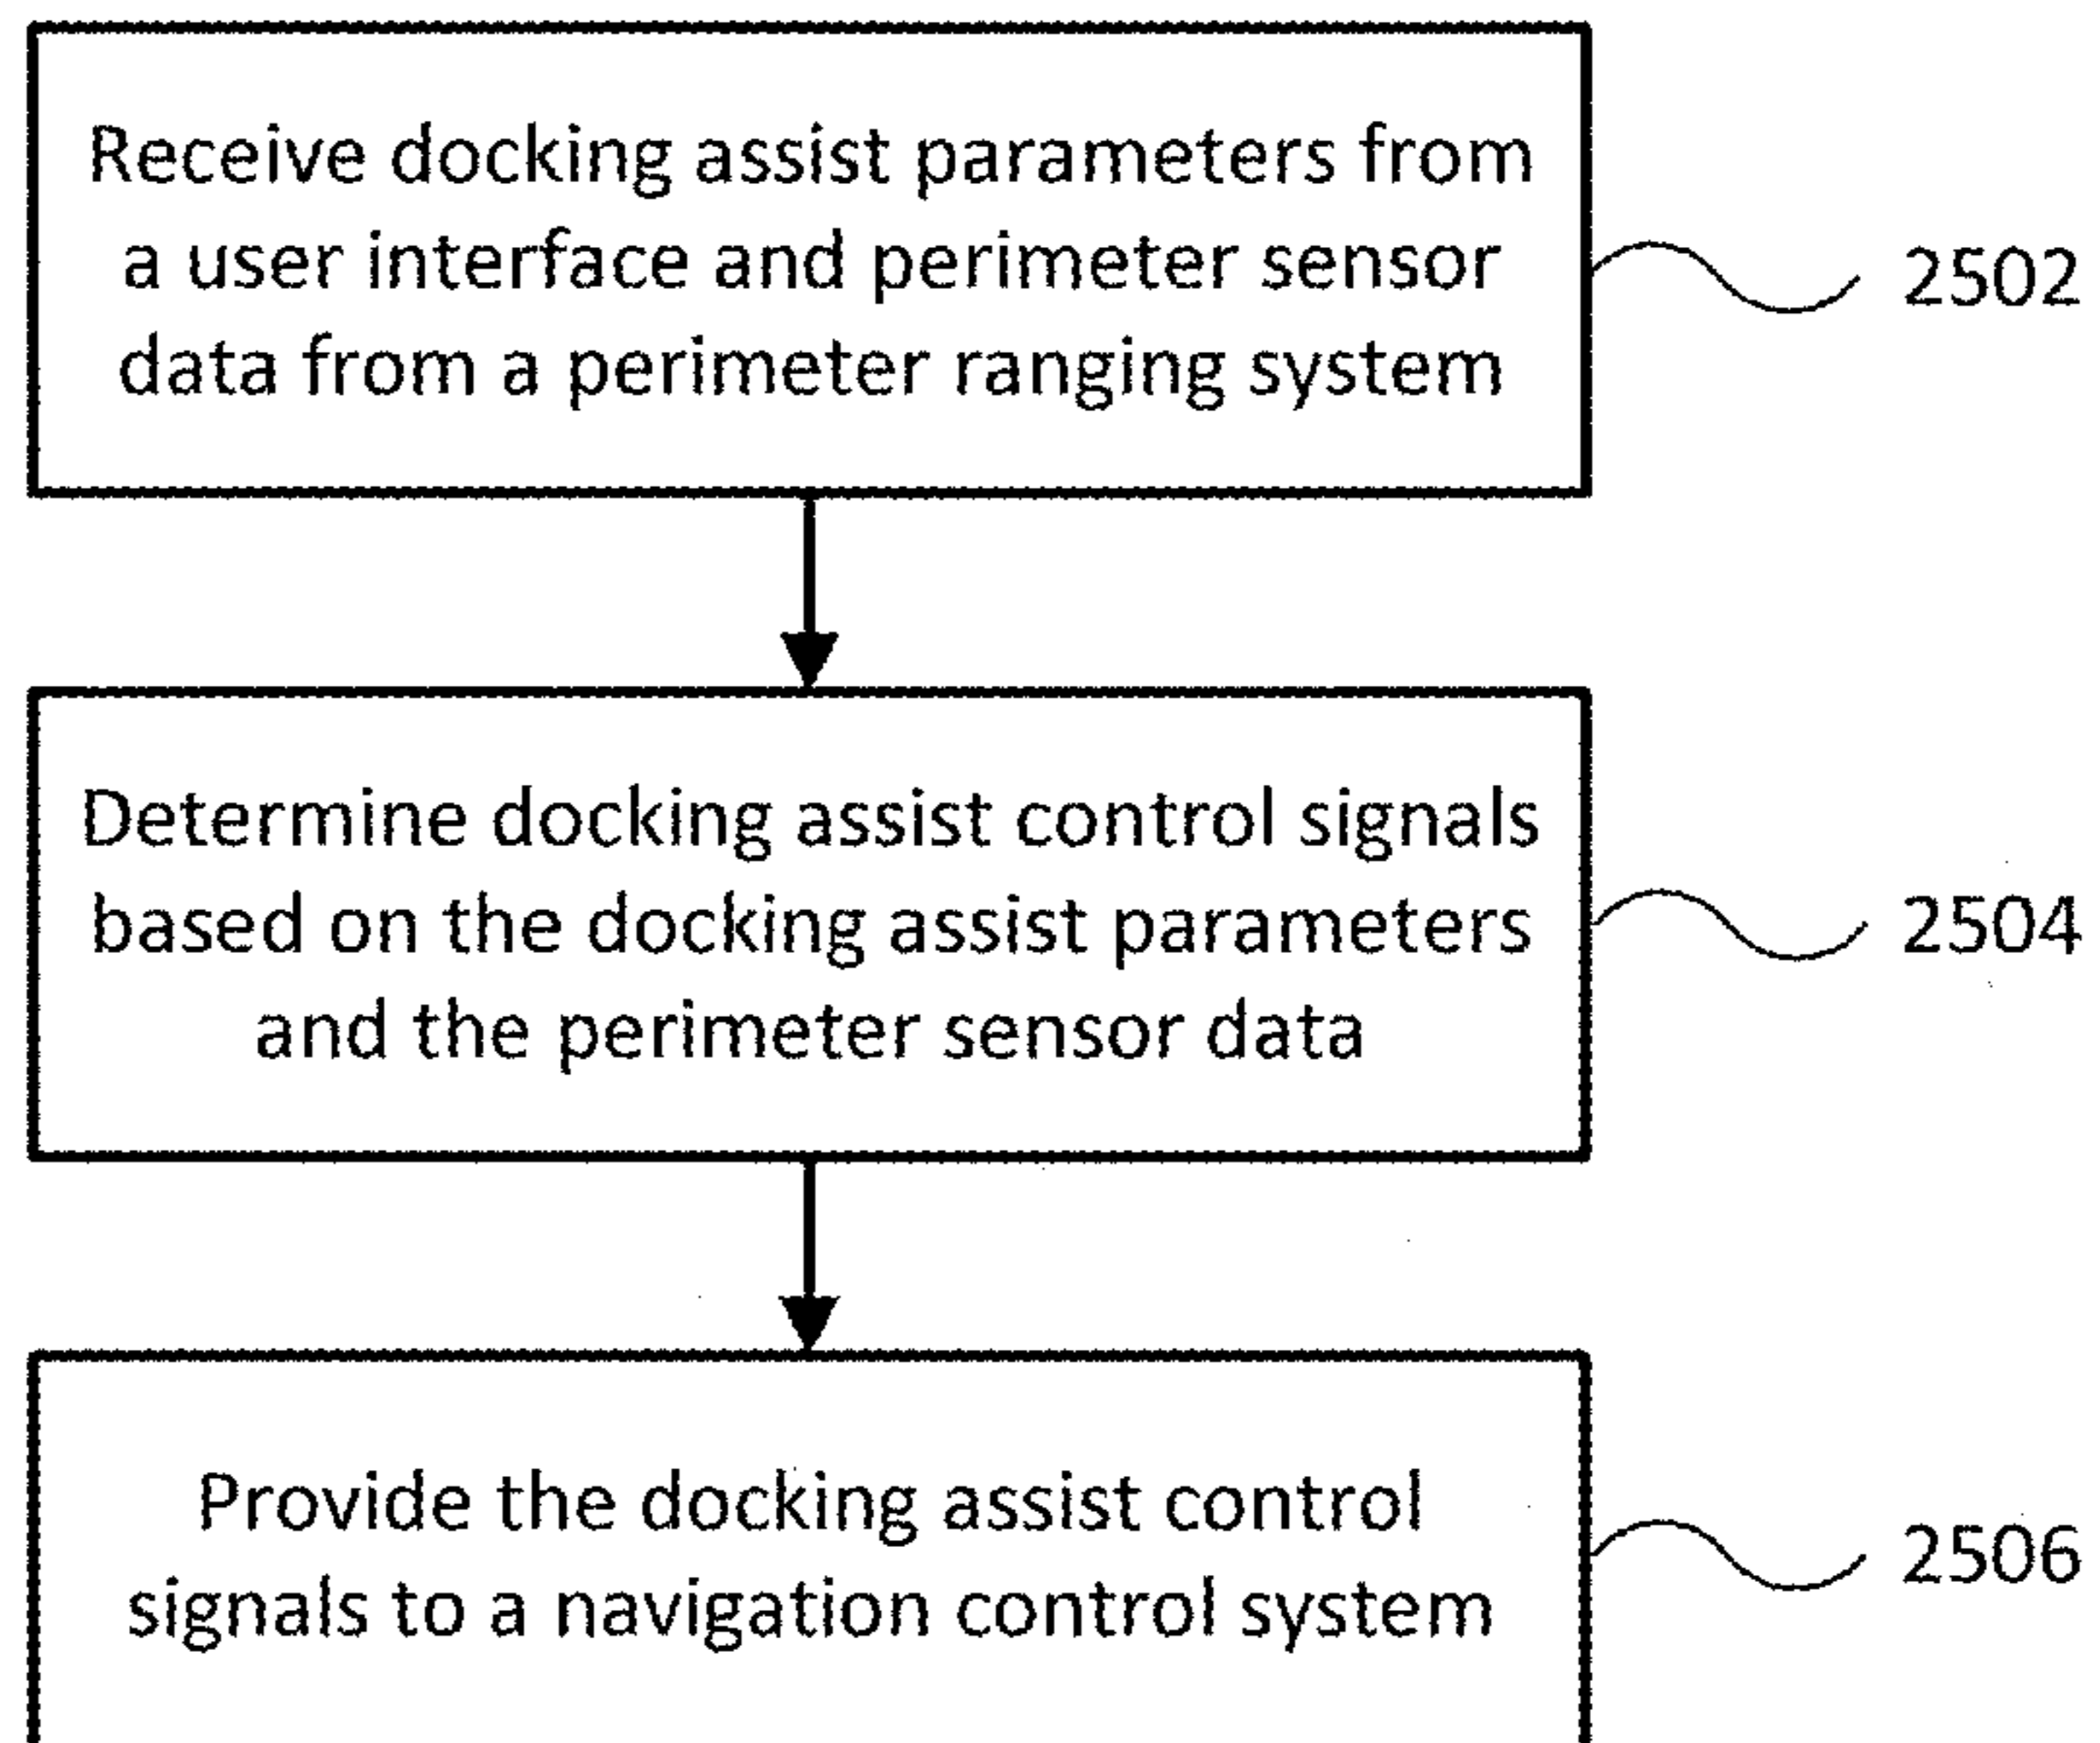 Receive docking assist parameters from
a user interface and perimeter sensor
data from a perimeter ranging system
2502
Determine docking assist control signals
based on the docking assist parameters
and the perimeter sensor data
2504
Provide the docking assist control
signals to a navigation control system
2506